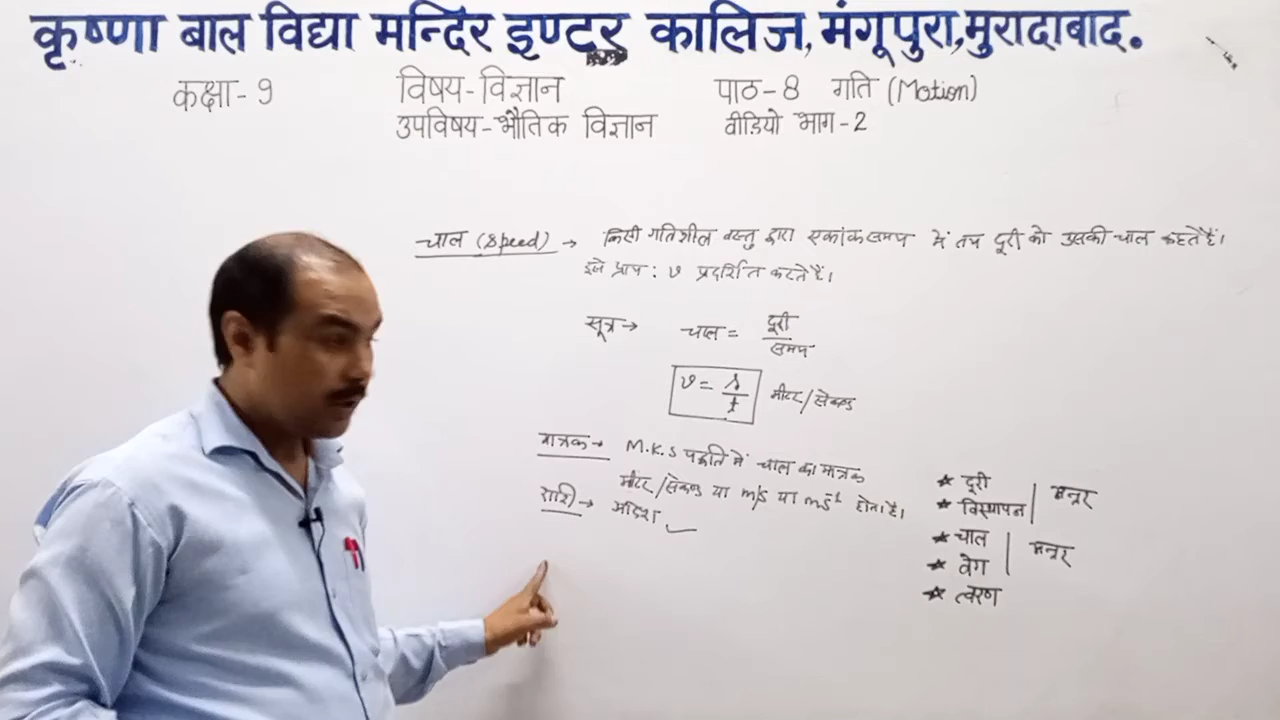 कृष्णा बाल विद्या मन्दिर इण्टर कालिज, मंगूपुरा, मुरादाबाद.
कक्षा - 9 विषय - विज्ञान पाठ - 8 गति (Motion)
उपविषय - भौतिक विज्ञान वीडियो भाग - 2
चाल (Speed) → किसी गतिशील वस्तु द्वारा एकांक समय में तय दूरी को उसकी चाल कहते हैं।
इसे प्राय: v प्रदर्शित करते हैं।
सूत्र → चाल = दूरी / समय
v = s / t मीटर/सेकण्ड
मात्रक → M.K.S पद्धति में चाल का मात्रक
मीटर/सेकण्ड या m/s या ms⁻¹ होता है।
राशि → अदिश ✓
★ दूरी
★ विस्थापन | अन्तर
★ चाल
★ वेग | अन्तर
★ त्वरण